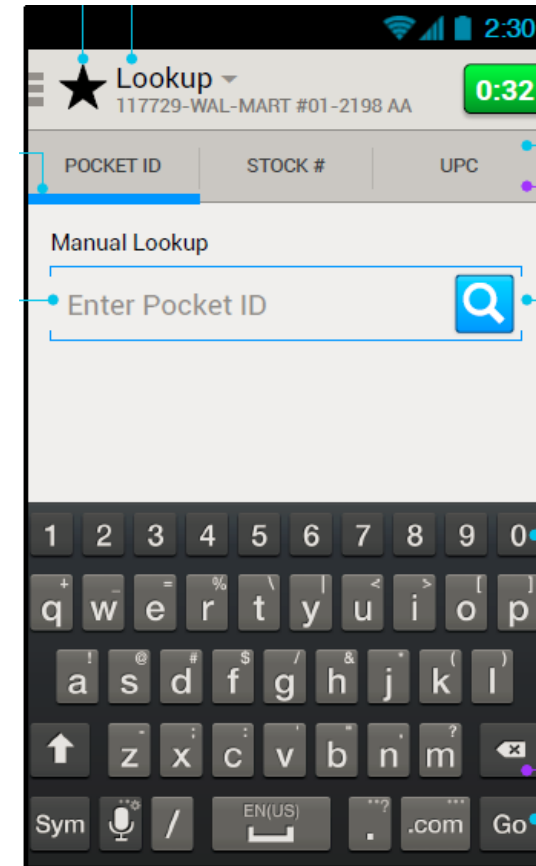 2:30
Lookup
117729-WAL-MART #01-2198 AA
0:32
POCKET ID STOCK # UPC
Manual Lookup
Enter Pocket ID
1 2 3 4 5 6 7 8 9 0
+ _ = % \ | < > [ ]
q w e r t y u i o p
! @ # $ / & * ( )
a s d f g h j k l
- ; : ' " , ?
z x c v b n m
Sym / EN(US) . .com Go